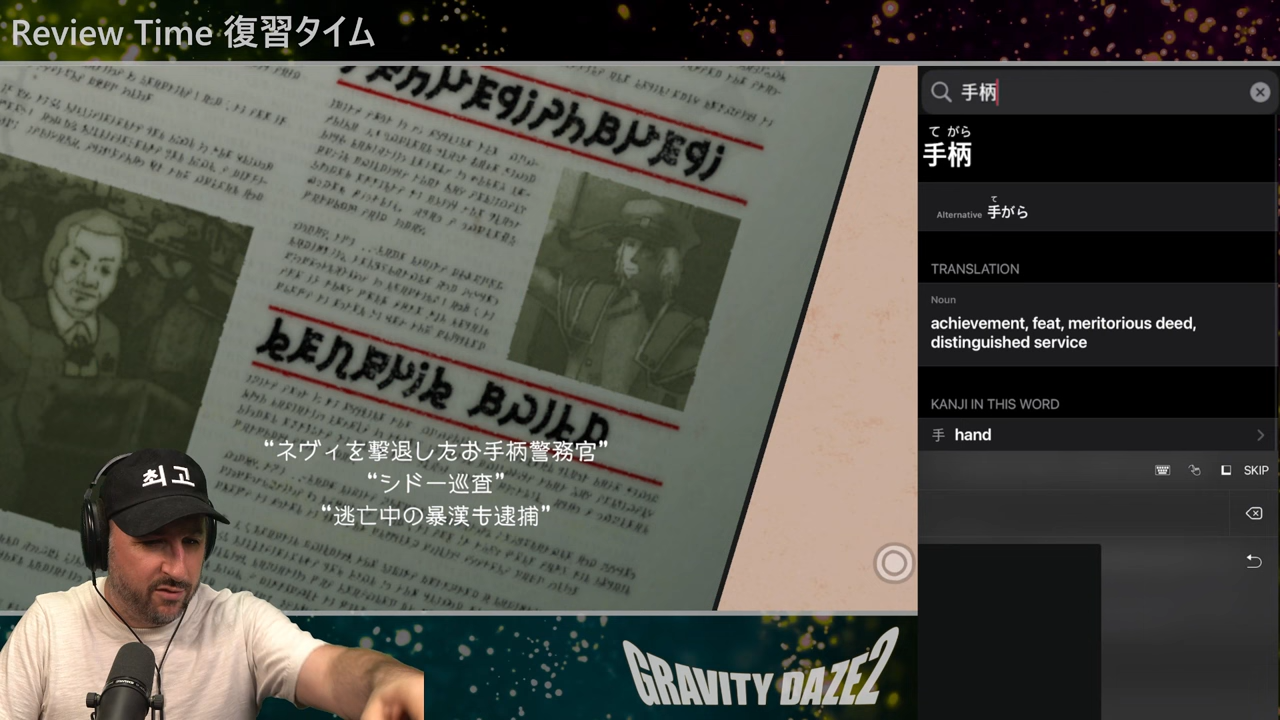 Review Time 復習タイム
手柄
て がら
手柄
て
Alternative 手がら
TRANSLATION
Noun
achievement, feat, meritorious deed,
distinguished service
KANJI IN THIS WORD
手 hand
SKIP
“ネヴィを撃退したお手柄警務官”
“シドー巡査”
“逃亡中の暴漢も逮捕”
최고
GRAVITY DAZE2